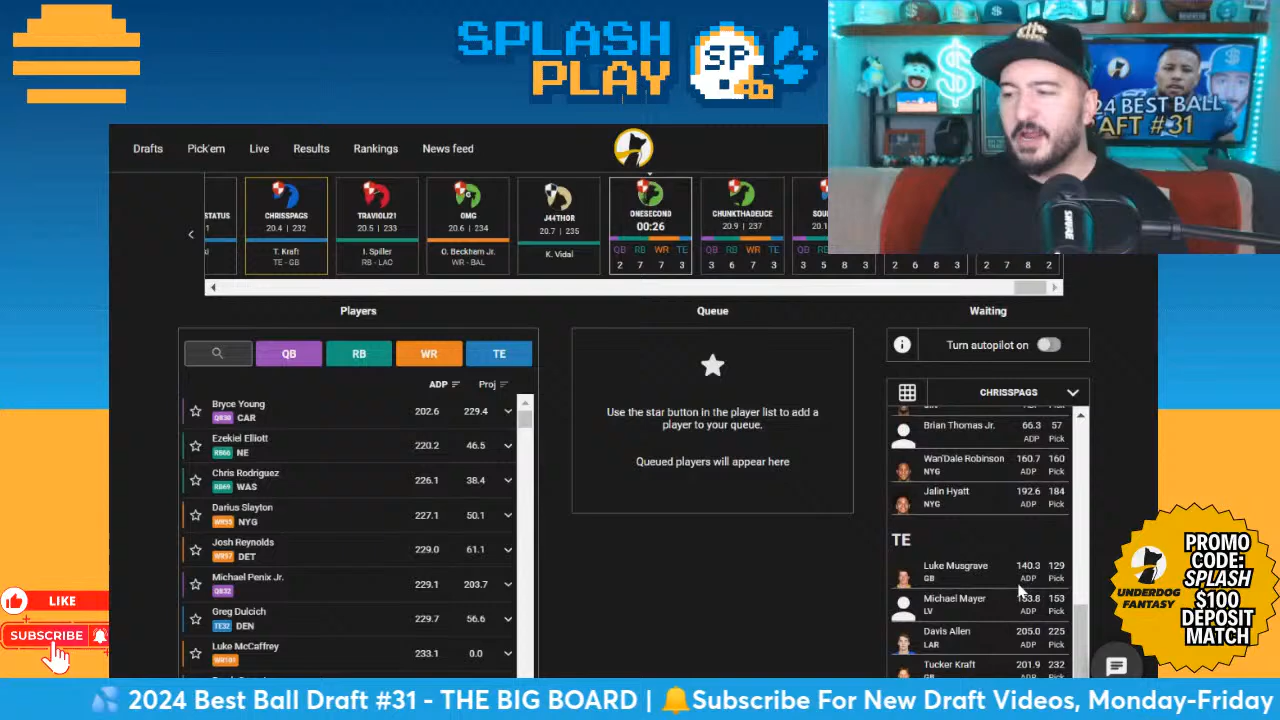 SPLASH
PLAY
SP
24 BEST BALL
AFT #31
Drafts
Pick'em
Live
Results
Rankings
News feed
STATUS
CHRISSPAGS
20.4 | 232
T. Kraft
TE - GB
TRAVIOLI21
20.5 | 233
I. Spiller
RB - LAC
OMG
20.6 | 234
O. Beckham Jr.
WR - BAL
J44THOR
20.7 | 235
K. Vidal
ONESECOND
00:26
QB RB WR TE
2 7 7 3
CHUNKTHADEUCE
20.9 | 237
QB RB WR TE
3 6 7 3
3 5 8 3
2 6 8 3
2 7 8 2
Players
Queue
Waiting
QB
RB
WR
TE
ADP
Proj
Bryce Young
CAR
202.6
229.4
Ezekiel Elliott
RB66 NE
220.2
46.5
Chris Rodriguez
RB69 WAS
226.1
38.4
Darius Slayton
NYG
227.1
50.1
Josh Reynolds
WR97 DET
229.0
61.1
Michael Penix Jr.
QB32
229.1
203.7
Greg Dulcich
TE32 DEN
229.7
56.6
Luke McCaffrey
WR101
233.1
0.0
Use the star button in the player list to add a
player to your queue.
Queued players will appear here
Turn autopilot on
CHRISSPAGS
Brian Thomas Jr.
66.3 57
ADP Pick
Wan'Dale Robinson
160.7 160
NYG
ADP Pick
Jalin Hyatt
192.6 184
NYG
ADP Pick
TE
Luke Musgrave
140.3 129
GB
ADP Pick
Michael Mayer
153.8 153
LV
ADP Pick
Davis Allen
205.0 225
LAR
ADP Pick
Tucker Kraft
201.9 232
LIKE
SUBSCRIBE
UNDERDOG
FANTASY
PROMO
CODE:
SPLASH
$100
DEPOSIT
MATCH
SHURE
2024 Best Ball Draft #31 - THE BIG BOARD | Subscribe For New Draft Videos, Monday-Friday